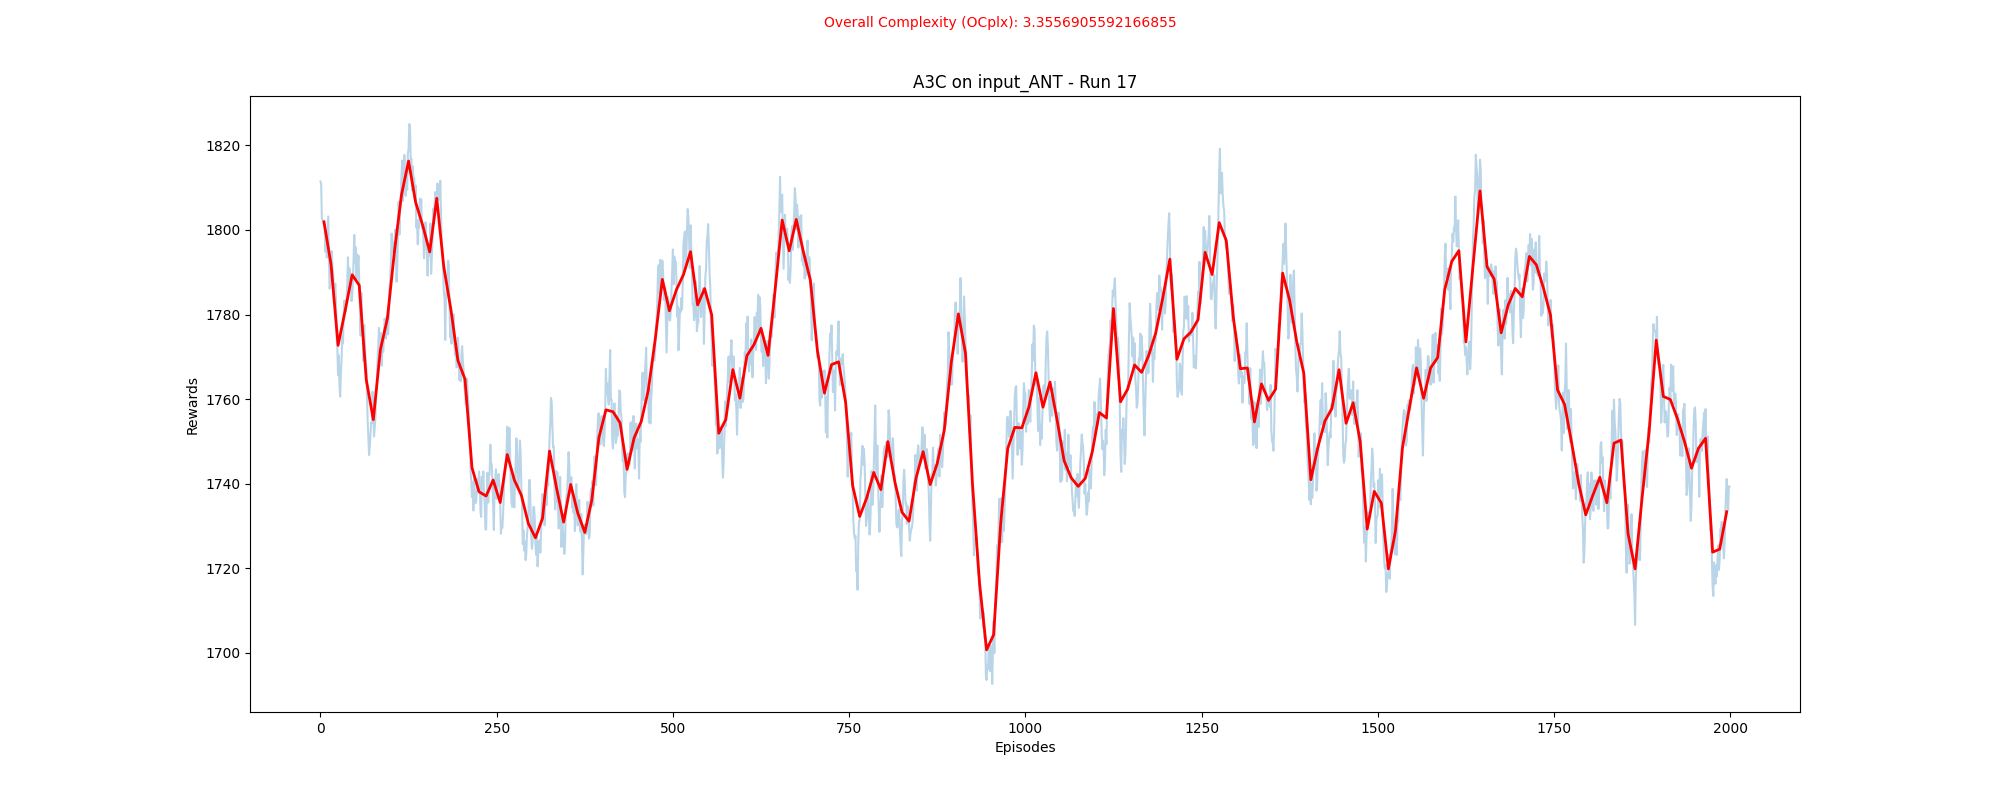 Overall Complexity (OCplx): 3.3556905592166855
A3C on input_ANT - Run 17
1820
1800
1780
1760
1740
1720
1700
Rewards
0 250 500 750 1000 1250 1500 1750 2000
Episodes